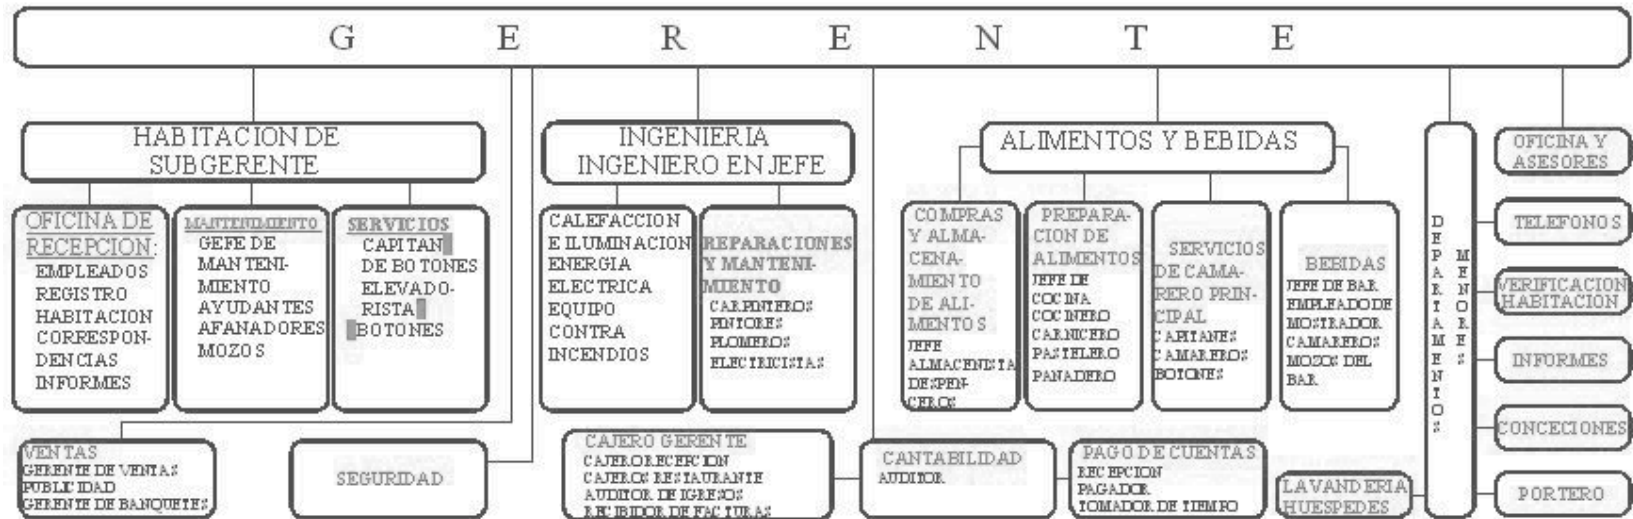 G E R E N T E
HABITACION DE
SUBGERENTE
INGENIERIA
INGENIERO EN JEFE
ALIMENTOS Y BEBIDAS
OFICINA DE
RECEPCION:
EMPLEADOS
REGISTRO
HABITACION
CORRESPON-
DENCIAS
INFORMES
MANTENIMIENTO
GEFE DE
MANTENI-
MIENTO
AYUDANTES
AFANADORES
MOZOS
SERVICIOS
CAPITAN
DE BOTONES
ELEVADO-
RISTA
BOTONES
CALEFACCION
E ILUMINACION
ENERGIA
ELECTRICA
EQUIPO
CONTRA
INCENDIOS
REPARACIONES
Y MANTENI-
MIENTO
CARPINTEROS
PINTORES
PLOMEROS
ELECTRICISTAS
COMPRAS
Y ALMA-
CENA-
MIENTO
DE ALI-
MENTOS
JEFE
ALMACENISTA
DESPEN-
CEROS
PREPARA-
CION DE
ALIMENTOS
JEFE DE
COCINA
COCINERO
CARNICERO
PASTELERO
PANADERO
SERVICIOS
DE CAMA-
RERO PRIN-
CIPAL
CAPITANES
CAMAREROS
BOTONES
BEBIDAS
JEFE DE BAR
EMPLEADO DE
MOSTRADOR
CAMAREROS
MOZOS DEL
BAR
DEPARTAMENTOS
MENORES
OFICINA Y
ASESORES
TELEFONOS
VERIFICACION
HABITACION
INFORMES
CONCECIONES
PORTERO
VENTAS
GERENTE DE VENTAS
PUBLICIDAD
GERENTE DE BANQUETES
SEGURIDAD
CAJERO GERENTE
CAJERO RECEPCION
CAJEROS RESTAURANTE
AUDITOR DE IGRESOS
RECIBIDOR DE FACTURAS
CANTABILIDAD
AUDITOR
PAGO DE CUENTAS
RECEPCION
PAGADOR
TOMADOR DE TIEMPO
LAVANDERIA
HUESPEDES